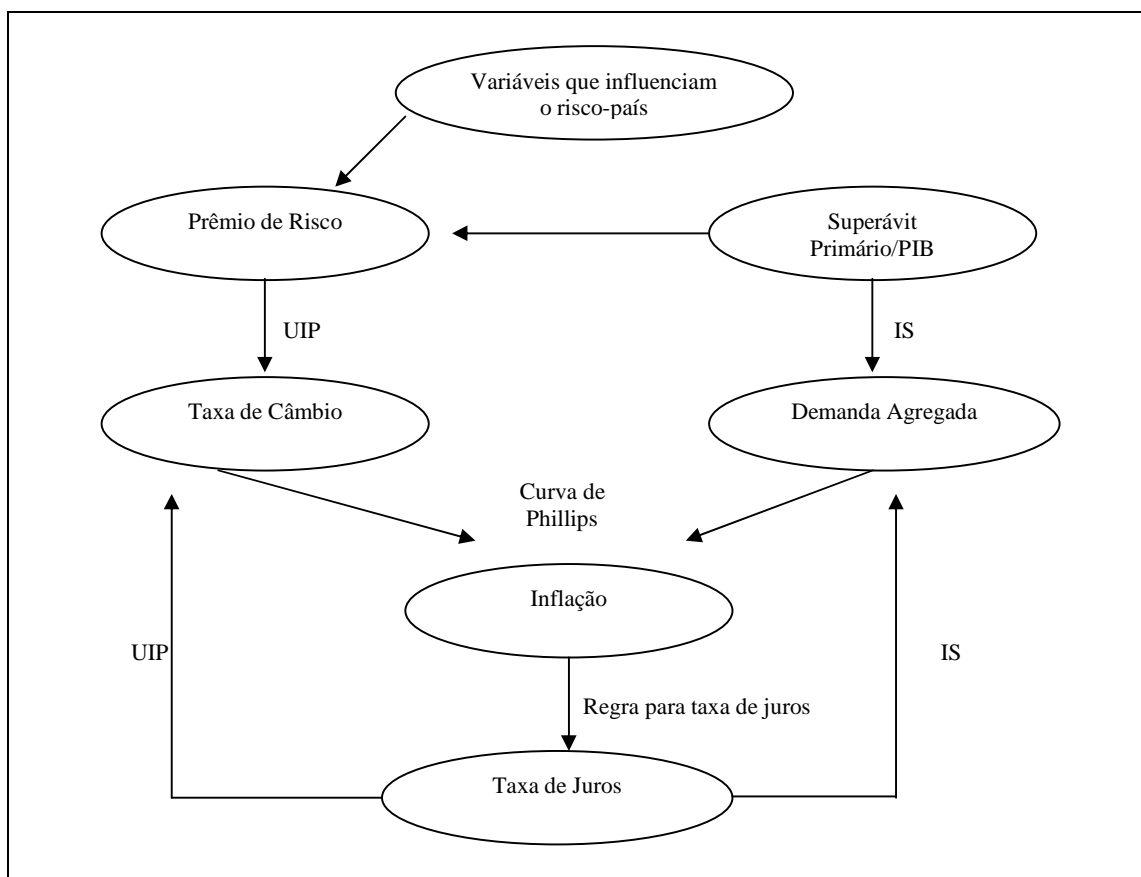 Variáveis que influenciam
o risco-país
Prêmio de Risco
Superávit
Primário/PIB
UIP
IS
Taxa de Câmbio
Demanda Agregada
Curva de
Phillips
Inflação
UIP
IS
Regra para taxa de juros
Taxa de Juros